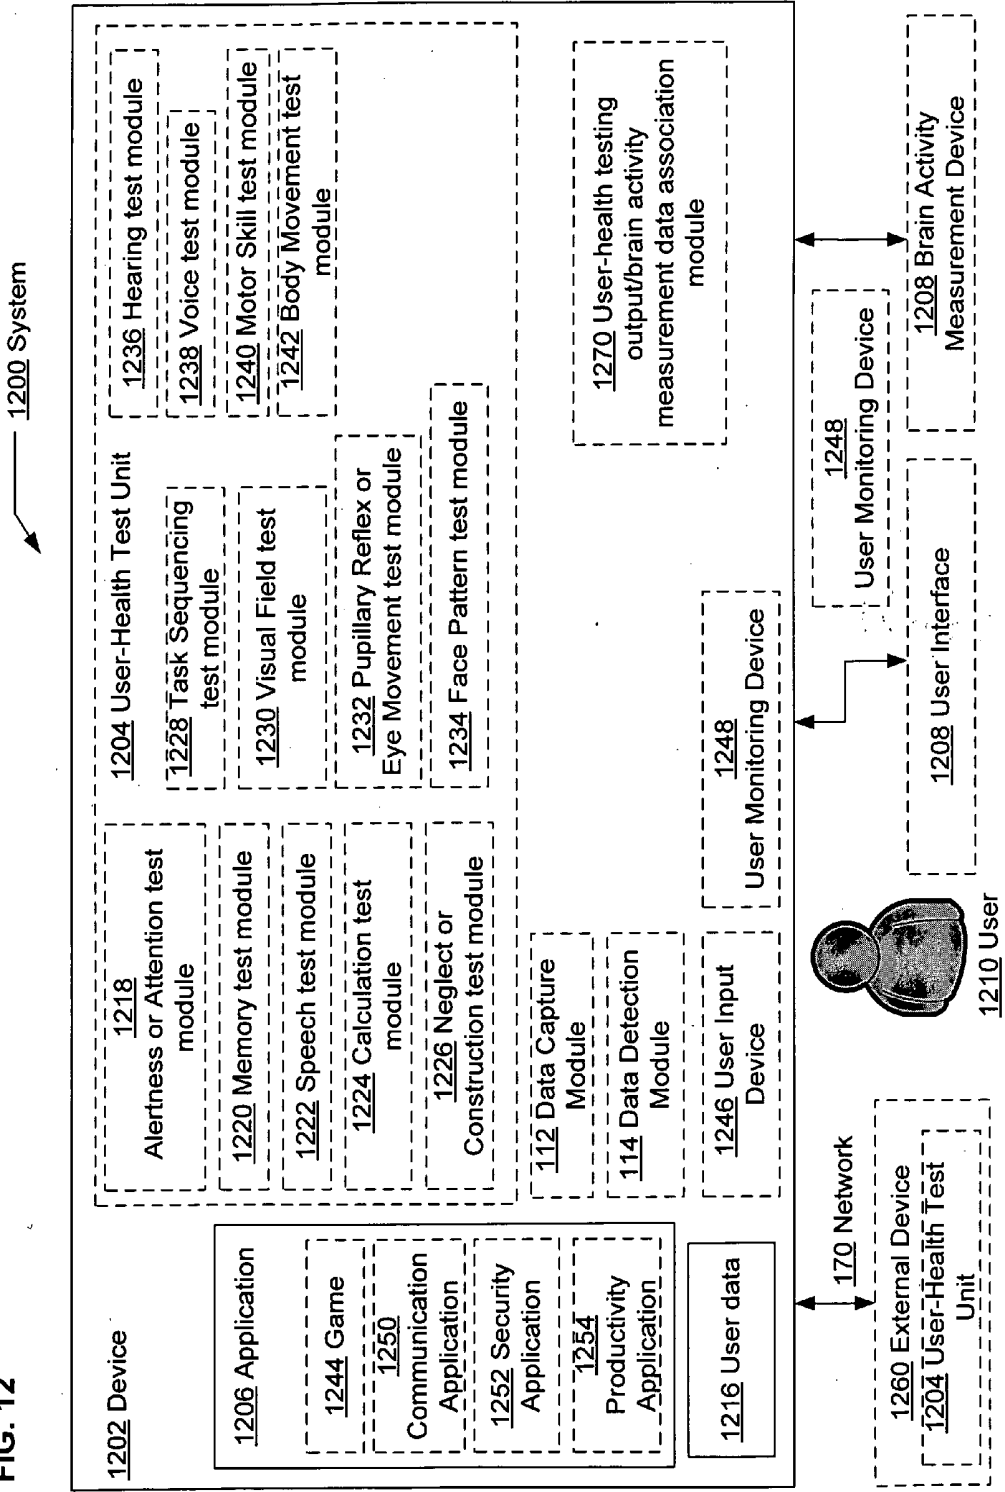 FIG. 12
1200 System
1202 Device
1206 Application
1244 Game
1250
Communication
Application
1252 Security
Application
1254
Productivity
Application
1216 User data
1204 User-Health Test Unit
1218
Alertness or Attention test
module
1220 Memory test module
1222 Speech test module
1224 Calculation test
module
1226 Neglect or
Construction test module
1228 Task Sequencing
test module
1230 Visual Field test
module
1232 Pupillary Reflex or
Eye Movement test module
1234 Face Pattern test module
1236 Hearing test module
1238 Voice test module
1240 Motor Skill test module
1242 Body Movement test
module
112 Data Capture
Module
114 Data Detection
Module
1246 User Input
Device
1248
User Monitoring Device
1270 User-health testing
output/brain activity
measurement data association
module
170 Network
1260 External Device
1204 User-Health Test
Unit
1210 User
1208 User Interface
1248
User Monitoring Device
1208 Brain Activity
Measurement Device